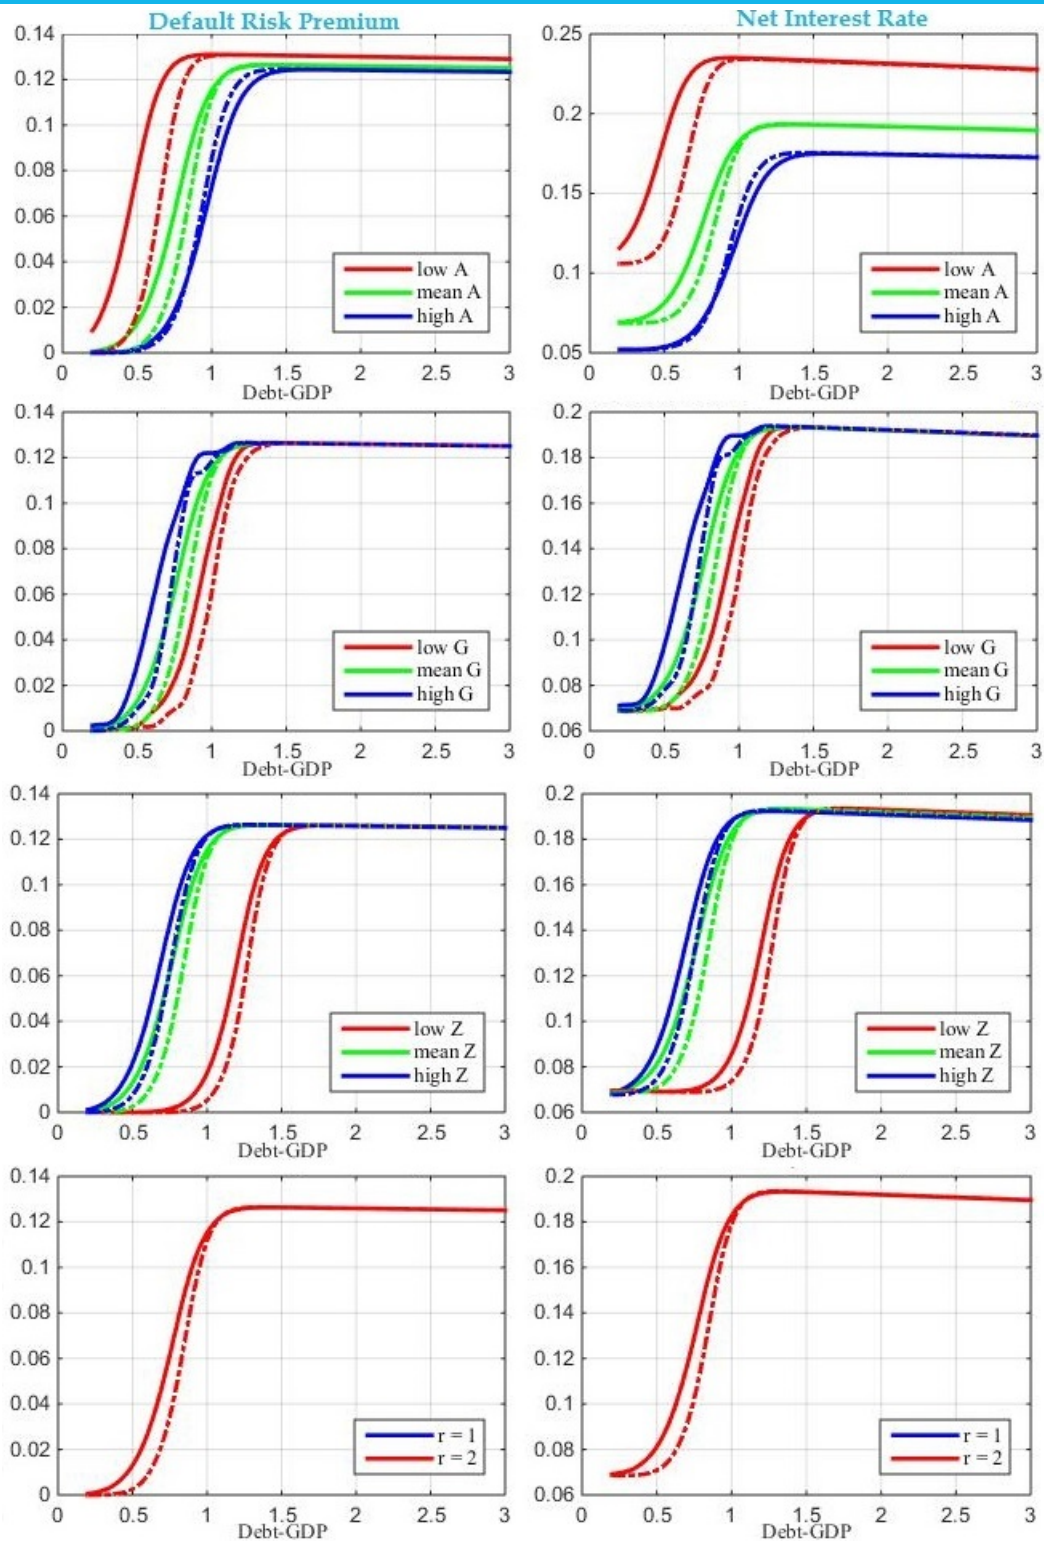 Default Risk Premium
Net Interest Rate
0.14
0.12
0.1
0.08
0.06
0.04
0.02
0
0 0.5 1 1.5 2 2.5 3
Debt-GDP
low A
mean A
high A
0.25
0.2
0.15
0.1
0.05
0 0.5 1 1.5 2 2.5 3
Debt-GDP
low A
mean A
high A
0.14
0.12
0.1
0.08
0.06
0.04
0.02
0
0 0.5 1 1.5 2 2.5 3
Debt-GDP
low G
mean G
high G
0.2
0.18
0.16
0.14
0.12
0.1
0.08
0.06
0 0.5 1 1.5 2 2.5 3
Debt-GDP
low G
mean G
high G
0.14
0.12
0.1
0.08
0.06
0.04
0.02
0
0 0.5 1 1.5 2 2.5 3
Debt-GDP
low Z
mean Z
high Z
0.2
0.18
0.16
0.14
0.12
0.1
0.08
0.06
0 0.5 1 1.5 2 2.5 3
Debt-GDP
low Z
mean Z
high Z
0.14
0.12
0.1
0.08
0.06
0.04
0.02
0
0 0.5 1 1.5 2 2.5 3
Debt-GDP
r = 1
r = 2
0.2
0.18
0.16
0.14
0.12
0.1
0.08
0.06
0 0.5 1 1.5 2 2.5 3
Debt-GDP
r = 1
r = 2